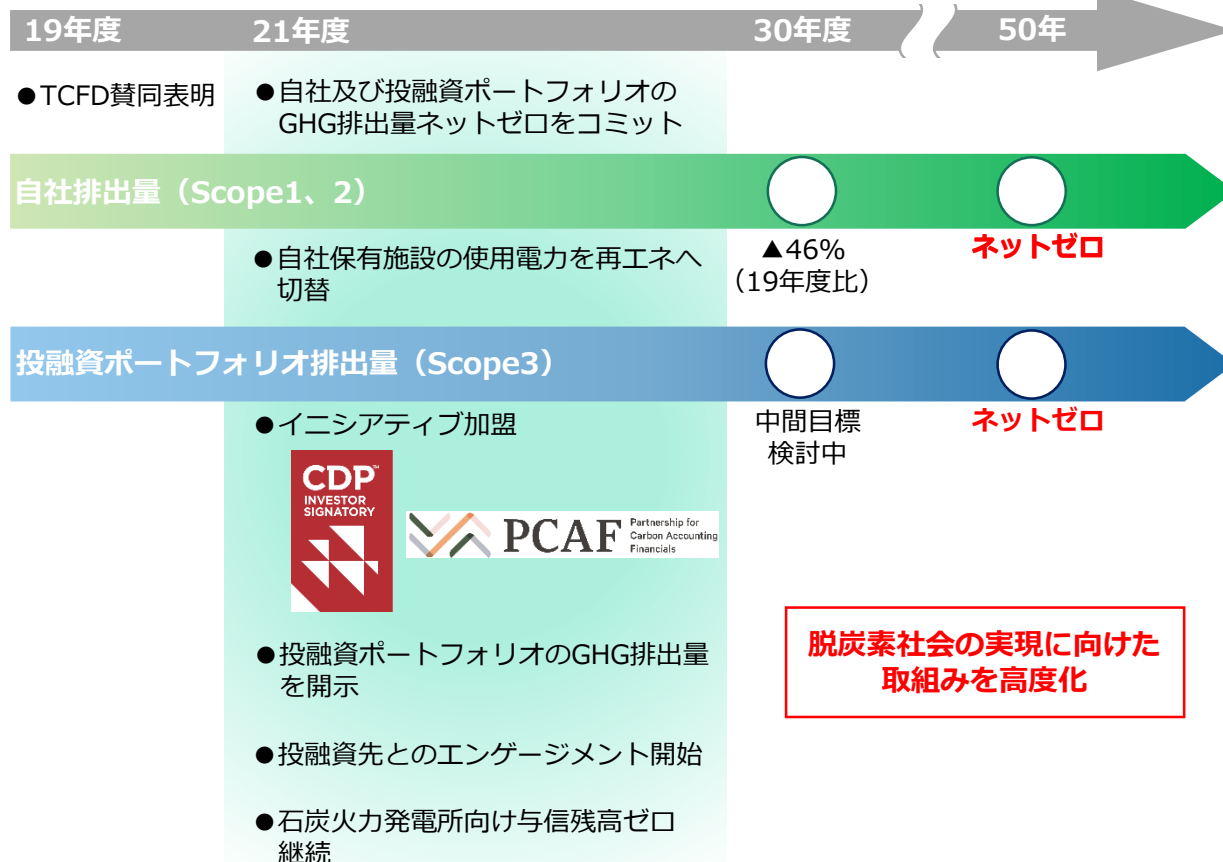 19年度
21年度
30年度
50年
●TCFD賛同表明
●自社及び投融資ポートフォリオの
GHG排出量ネットゼロをコミット
自社排出量（Scope1、2）
●自社保有施設の使用電力を再エネへ
切替
▲46%
（19年度比）
ネットゼロ
投融資ポートフォリオ排出量（Scope3）
●イニシアティブ加盟
中間目標
検討中
ネットゼロ
CDP™
INVESTOR
SIGNATORY
PCAF
Partnership for
Carbon Accounting
Financials
●投融資ポートフォリオのGHG排出量
を開示
脱炭素社会の実現に向けた
取組みを高度化
●投融資先とのエンゲージメント開始
●石炭火力発電所向け与信残高ゼロ
継続